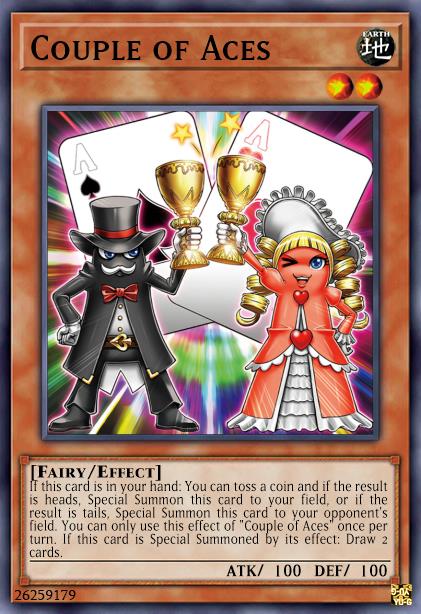 COUPLE OF ACES
EARTH
地
A
A
[FAIRY/EFFECT]
If this card is in your hand: You can toss a coin and if the result
is heads, Special Summon this card to your field, or if the
result is tails, Special Summon this card to your opponent's
field. You can only use this effect of "Couple of Aces" once per
turn. If this card is Special Summoned by its effect: Draw 2
cards.
ATK/ 100 DEF/ 100
26259179